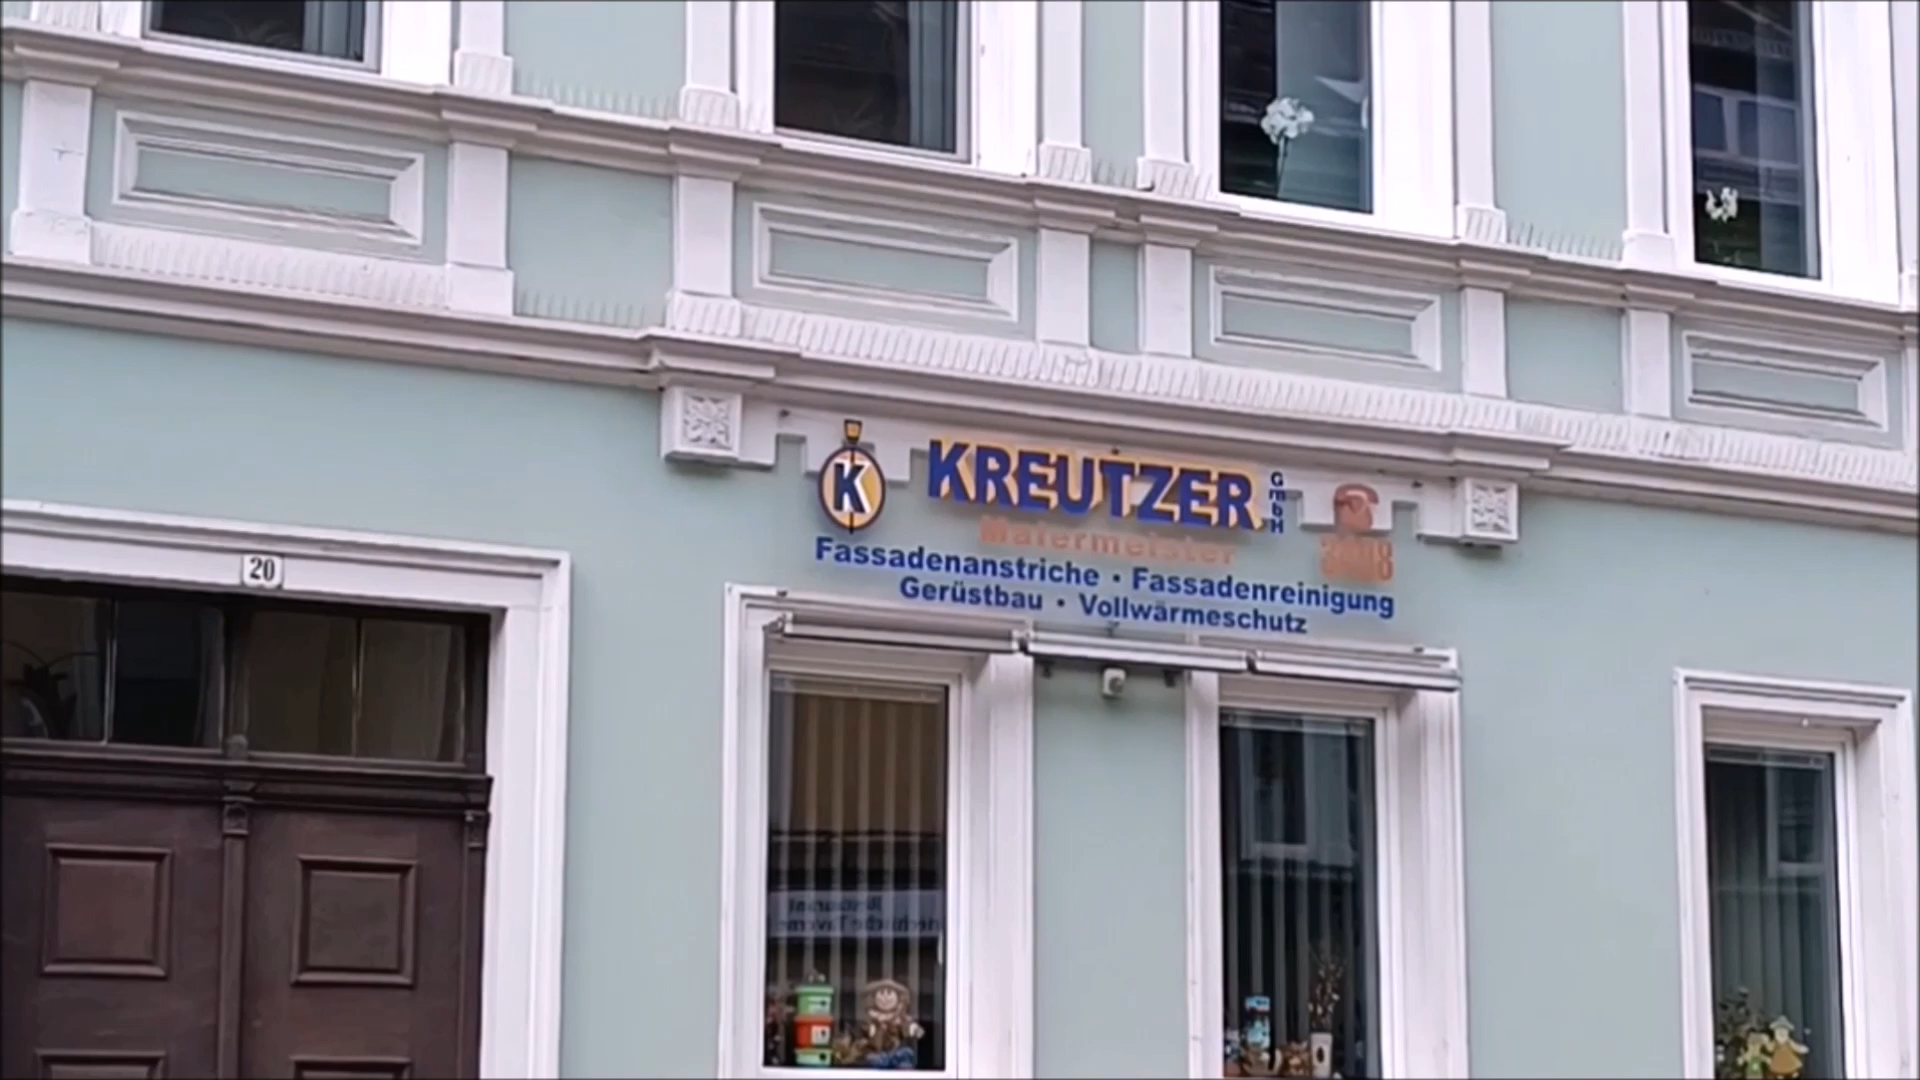 20
K
KREUTZER GmbH
Malermeister
Fassadenanstriche • Fassadenreinigung
Gerüstbau • Vollwärmeschutz